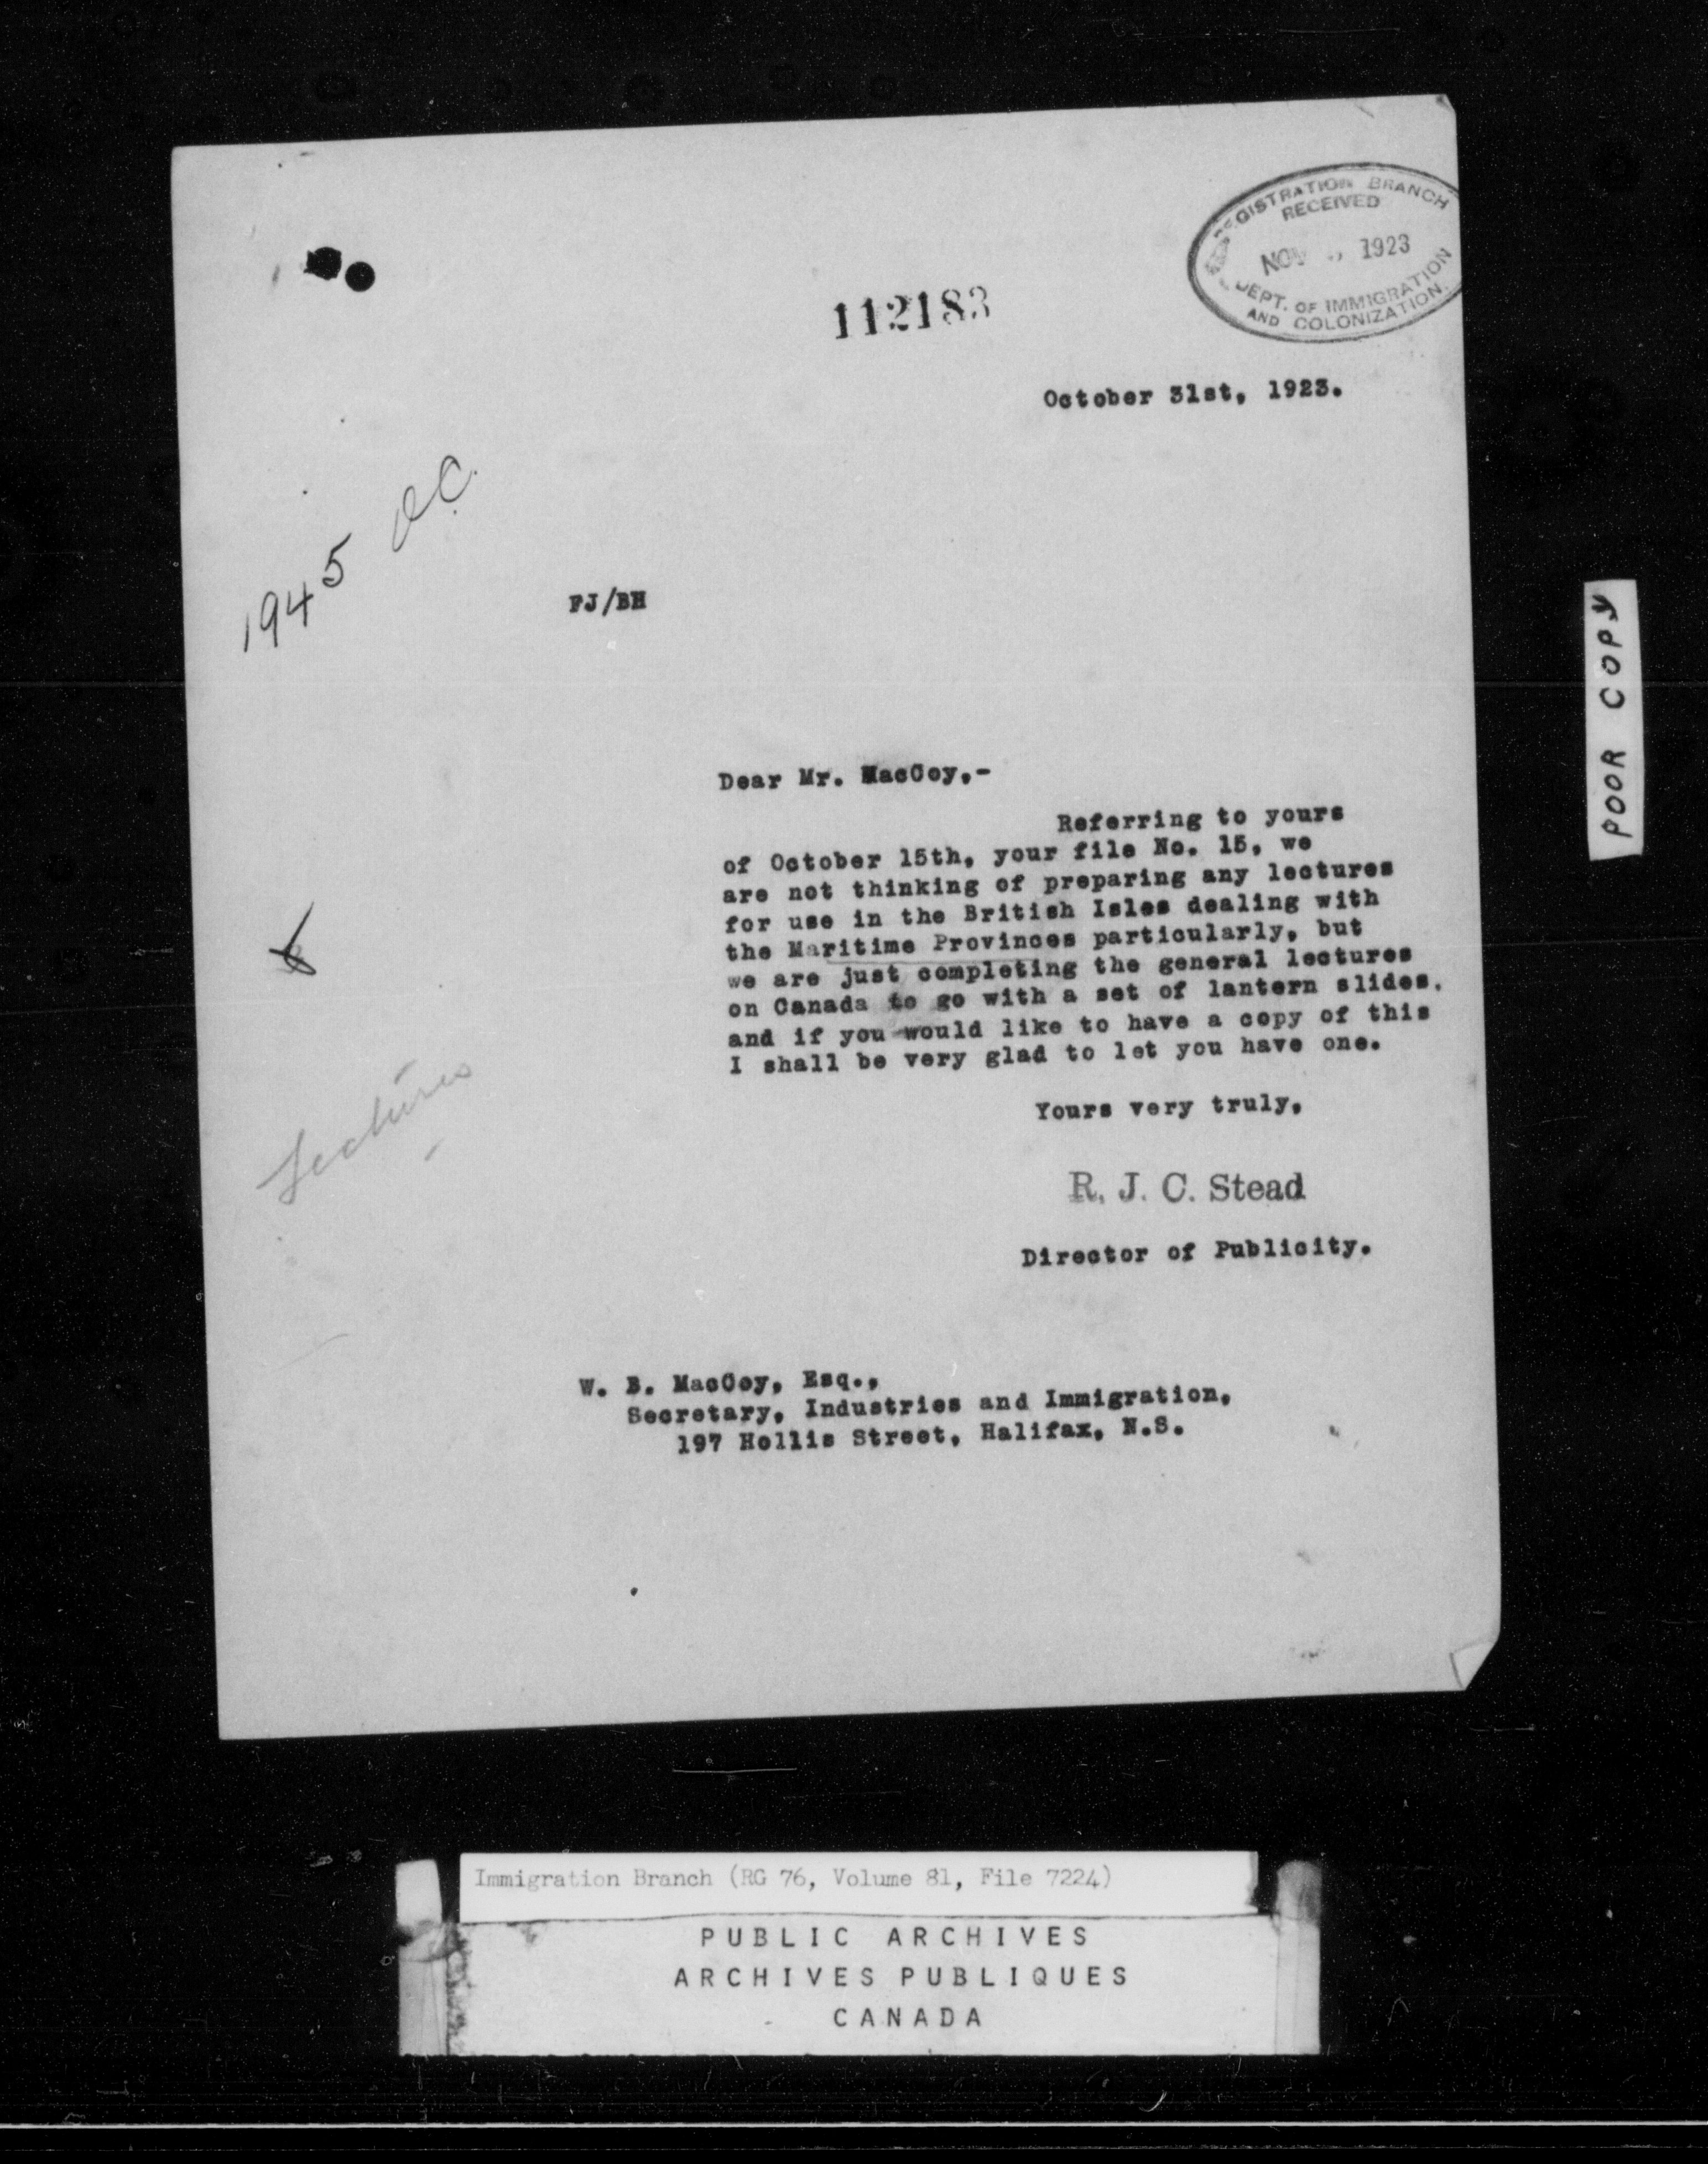 REGISTRATION BRANCH
RECEIVED
NOV 1923
DEPT. OF IMMIGRATION
AND COLONIZATION.
112183
October 31st, 1923.
1945
FJ/BH
POOR COPY
Dear Mr. MacCoy,-
Referring to yours
of October 15th, your file No. 15, we
are not thinking of preparing any lectures
for use in the British Isles dealing with
the Maritime Provinces particularly, but
we are just completing the general lectures
on Canada to go with a set of lantern slides,
and if you would like to have a copy of this
I shall be very glad to let you have one.
Lectures
Yours very truly,
R. J. C. Stead
Director of Publicity.
W. B. MacCoy, Esq.,
Secretary, Industries and Immigration,
197 Hollis Street, Halifax, N.S.
Immigration Branch (RG 76, Volume 81, File 7224)
PUBLIC ARCHIVES
ARCHIVES PUBLIQUES
CANADA